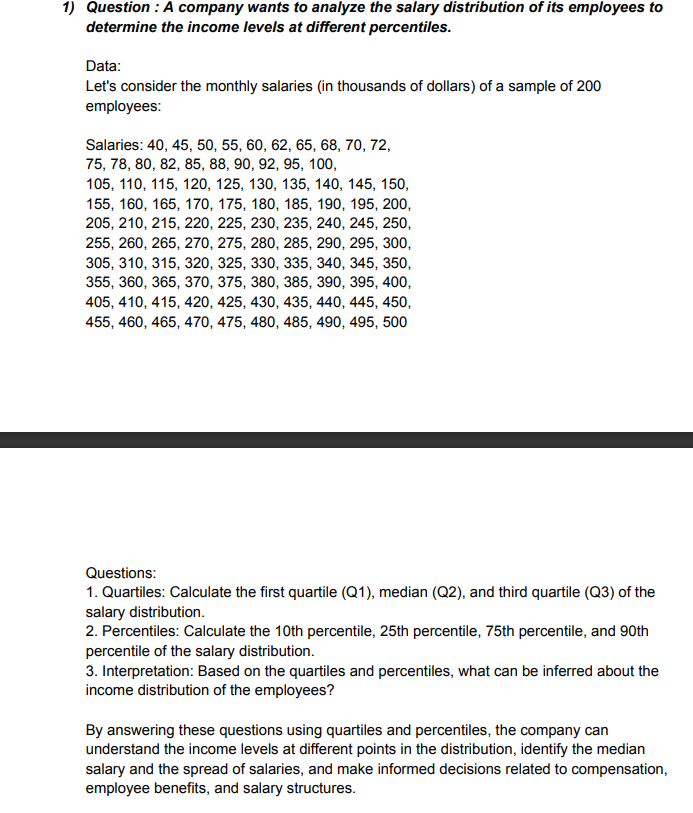 1) Question : A company wants to analyze the salary distribution of its employees to
determine the income levels at different percentiles.
Data:
Let's consider the monthly salaries (in thousands of dollars) of a sample of 200
employees:
Salaries: 40, 45, 50, 55, 60, 62, 65, 68, 70, 72,
75, 78, 80, 82, 85, 88, 90, 92, 95, 100,
105, 110, 115, 120, 125, 130, 135, 140, 145, 150,
155, 160, 165, 170, 175, 180, 185, 190, 195, 200,
205, 210, 215, 220, 225, 230, 235, 240, 245, 250,
255, 260, 265, 270, 275, 280, 285, 290, 295, 300,
305, 310, 315, 320, 325, 330, 335, 340, 345, 350,
355, 360, 365, 370, 375, 380, 385, 390, 395, 400,
405, 410, 415, 420, 425, 430, 435, 440, 445, 450,
455, 460, 465, 470, 475, 480, 485, 490, 495, 500
Questions:
1. Quartiles: Calculate the first quartile (Q1), median (Q2), and third quartile (Q3) of the
salary distribution.
2. Percentiles: Calculate the 10th percentile, 25th percentile, 75th percentile, and 90th
percentile of the salary distribution.
3. Interpretation: Based on the quartiles and percentiles, what can be inferred about the
income distribution of the employees?
By answering these questions using quartiles and percentiles, the company can
understand the income levels at different points in the distribution, identify the median
salary and the spread of salaries, and make informed decisions related to compensation,
employee benefits, and salary structures.